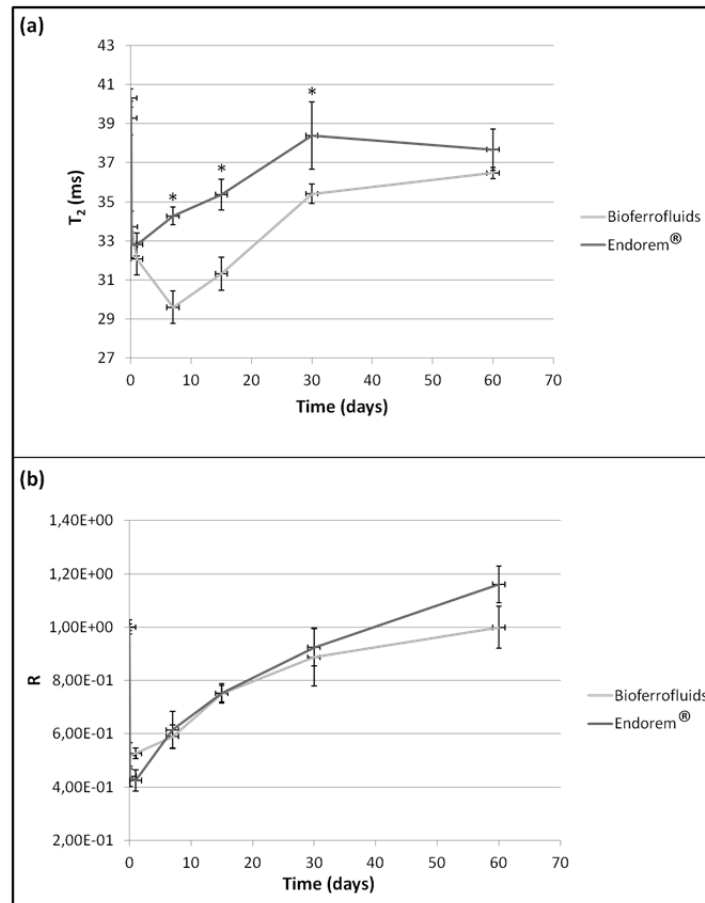 (a)
43
41
39
37
35
33
31
29
27
T₂ (ms)
*
*
*
0 10 20 30 40 50 60 70
Time (days)
Bioferrofluids
Endorem®
(b)
1,40E+00
1,20E+00
1,00E+00
8,00E-01
6,00E-01
4,00E-01
2,00E-01
R
0 10 20 30 40 50 60 70
Time (days)
Bioferrofluids
Endorem®